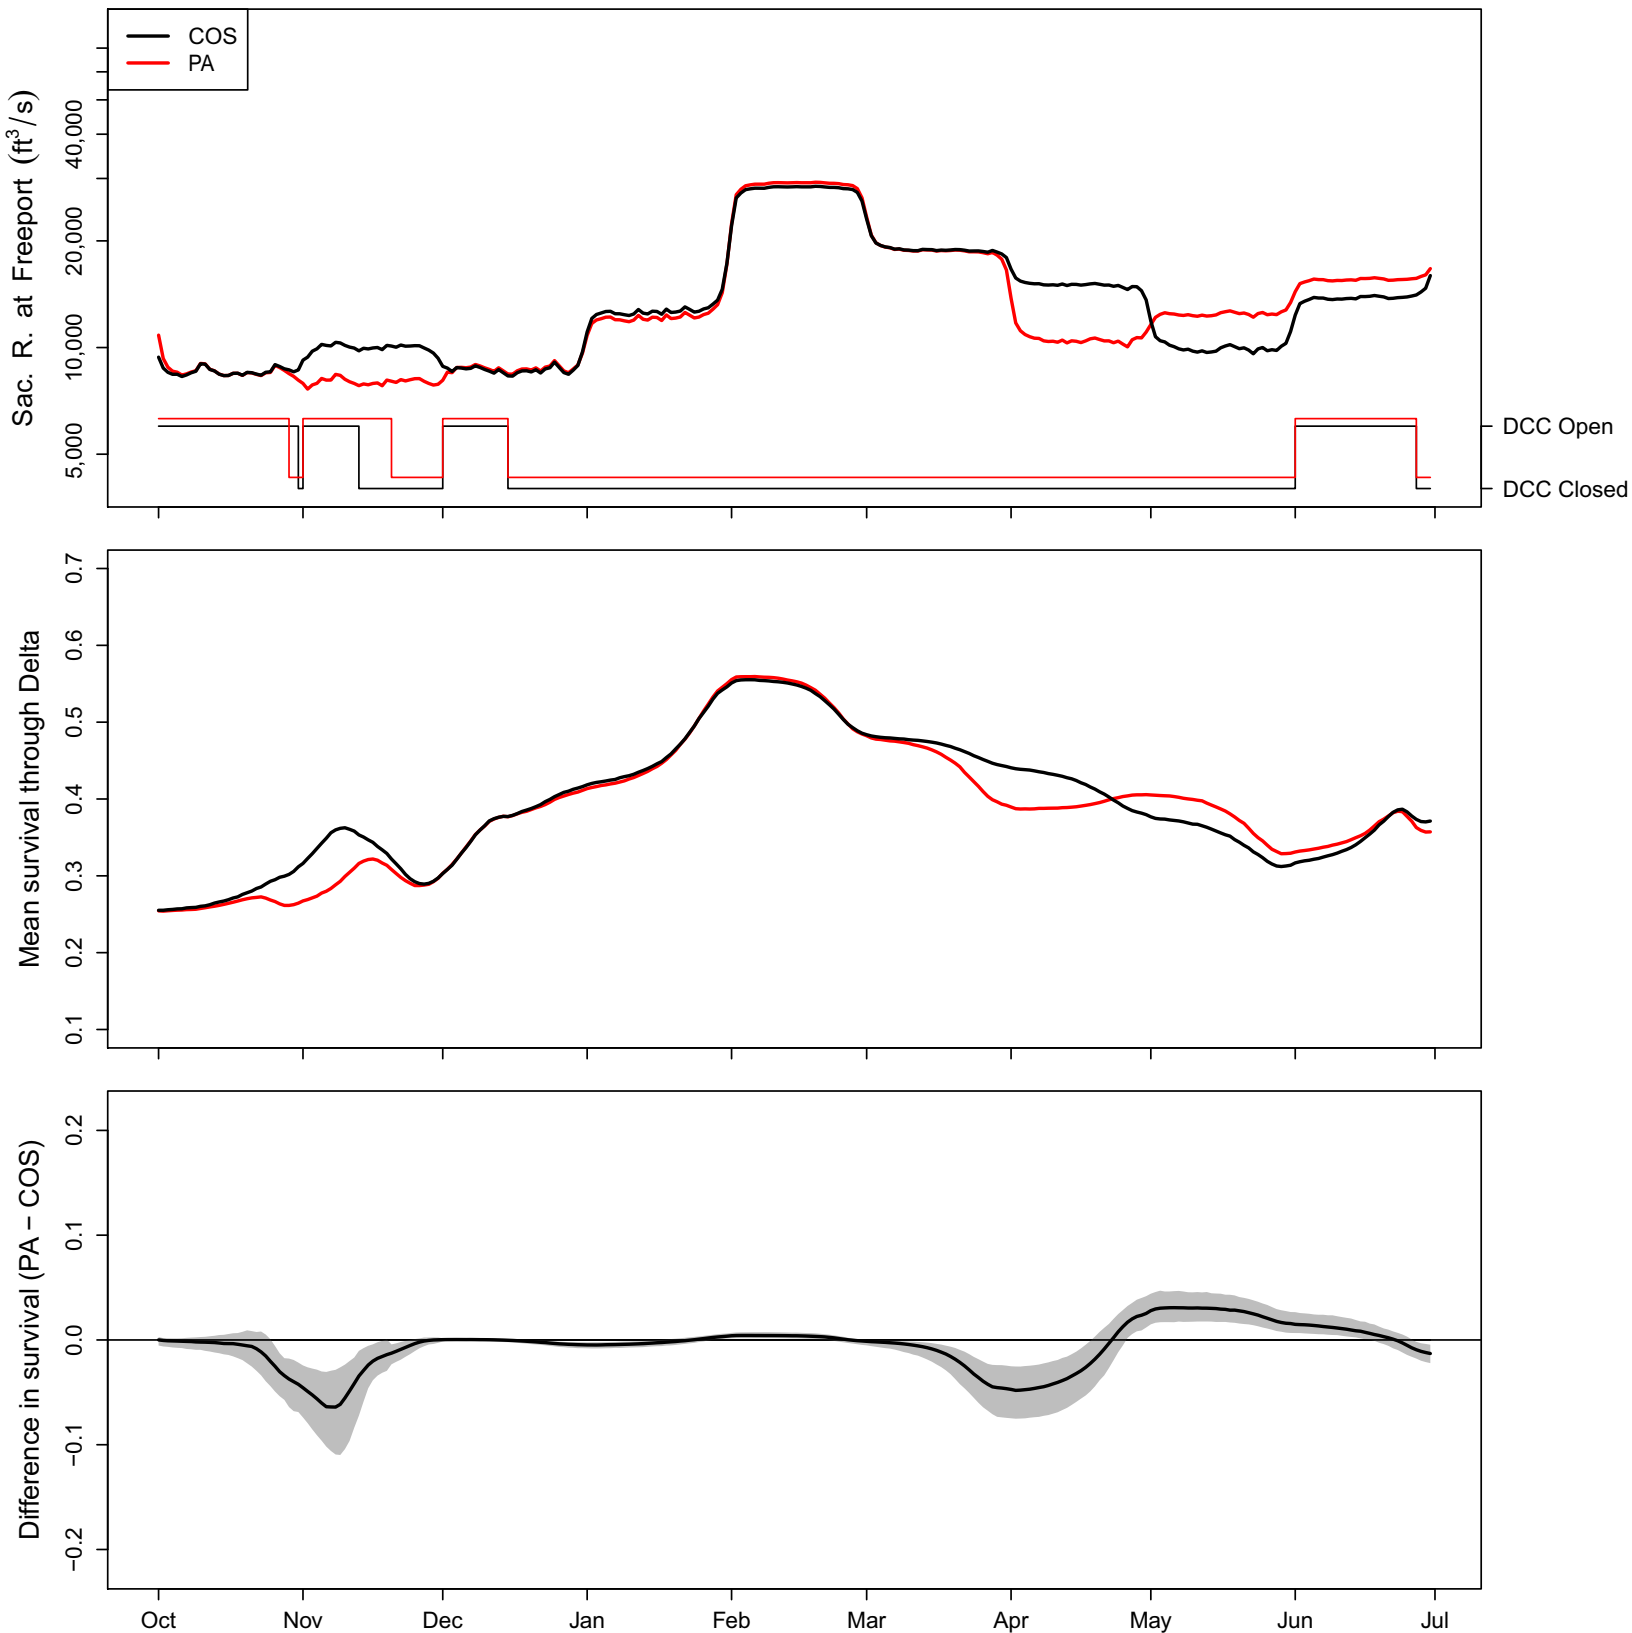 COS
PA
Sac. R. at Freeport (ft³/s)
40,000
20,000
10,000
5,000
DCC Open
DCC Closed
Mean survival through Delta
0.7
0.6
0.5
0.4
0.3
0.2
0.1
Difference in survival (PA − COS)
0.2
0.1
0.0
−0.1
−0.2
Oct Nov Dec Jan Feb Mar Apr May Jun Jul